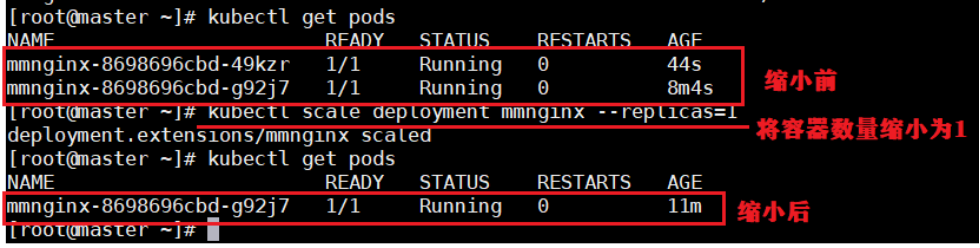 [root@master ~]# kubectl get pods
NAME READY STATUS RESTARTS AGE
mmnginx-8698696cbd-49kzr 1/1 Running 0 44s
mmnginx-8698696cbd-g92j7 1/1 Running 0 8m4s
缩小前
[root@master ~]# kubectl scale deployment mmnginx --replicas=1
将容器数量缩小为1
deployment.extensions/mmnginx scaled
[root@master ~]# kubectl get pods
NAME READY STATUS RESTARTS AGE
mmnginx-8698696cbd-g92j7 1/1 Running 0 11m
缩小后
[root@master ~]#